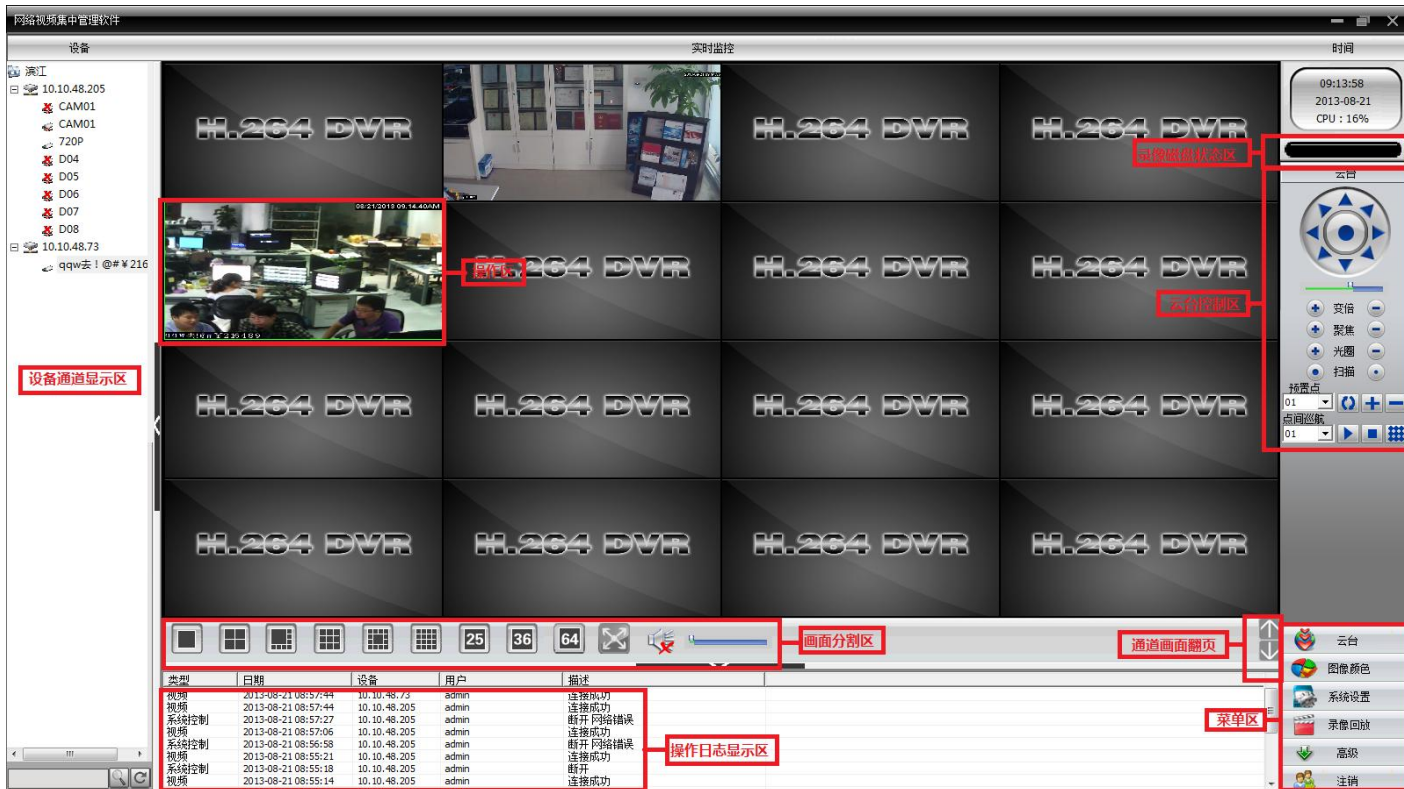 网络视频集中管理软件
设备
实时监控
时间
滨江
10.10.48.205
CAM01
CAM01
720P
D04
D05
D06
D07
D08
10.10.48.73
qqw去！@#￥216
设备通道显示区
H.264 DVR
H.264 DVR
H.264 DVR
08/21/2013 09:14:40AM
操作区
H.264 DVR
H.264 DVR
H.264 DVR
H.264 DVR
H.264 DVR
H.264 DVR
H.264 DVR
H.264 DVR
H.264 DVR
H.264 DVR
H.264 DVR
09:13:58
2013-08-21
CPU : 16%
录像磁盘状态区
云台
云台控制区
变倍
聚焦
光圈
扫描
预置点
01
点间巡航
01
25 36 64
画面分割区
通道画面翻页
类型 日期 设备 用户 描述
视频 2013-08-21 08:57:44 10.10.48.73 admin 连接成功
视频 2013-08-21 08:57:44 10.10.48.205 admin 连接成功
系统控制 2013-08-21 08:57:27 10.10.48.205 admin 断开 网络错误
视频 2013-08-21 08:57:06 10.10.48.205 admin 连接成功
系统控制 2013-08-21 08:56:58 10.10.48.205 admin 断开 网络错误
视频 2013-08-21 08:55:21 10.10.48.205 admin 连接成功
系统控制 2013-08-21 08:55:18 10.10.48.205 admin 断开
视频 2013-08-21 08:55:14 10.10.48.205 admin 连接成功
操作日志显示区
菜单区
云台
图像颜色
系统设置
录像回放
高级
注销